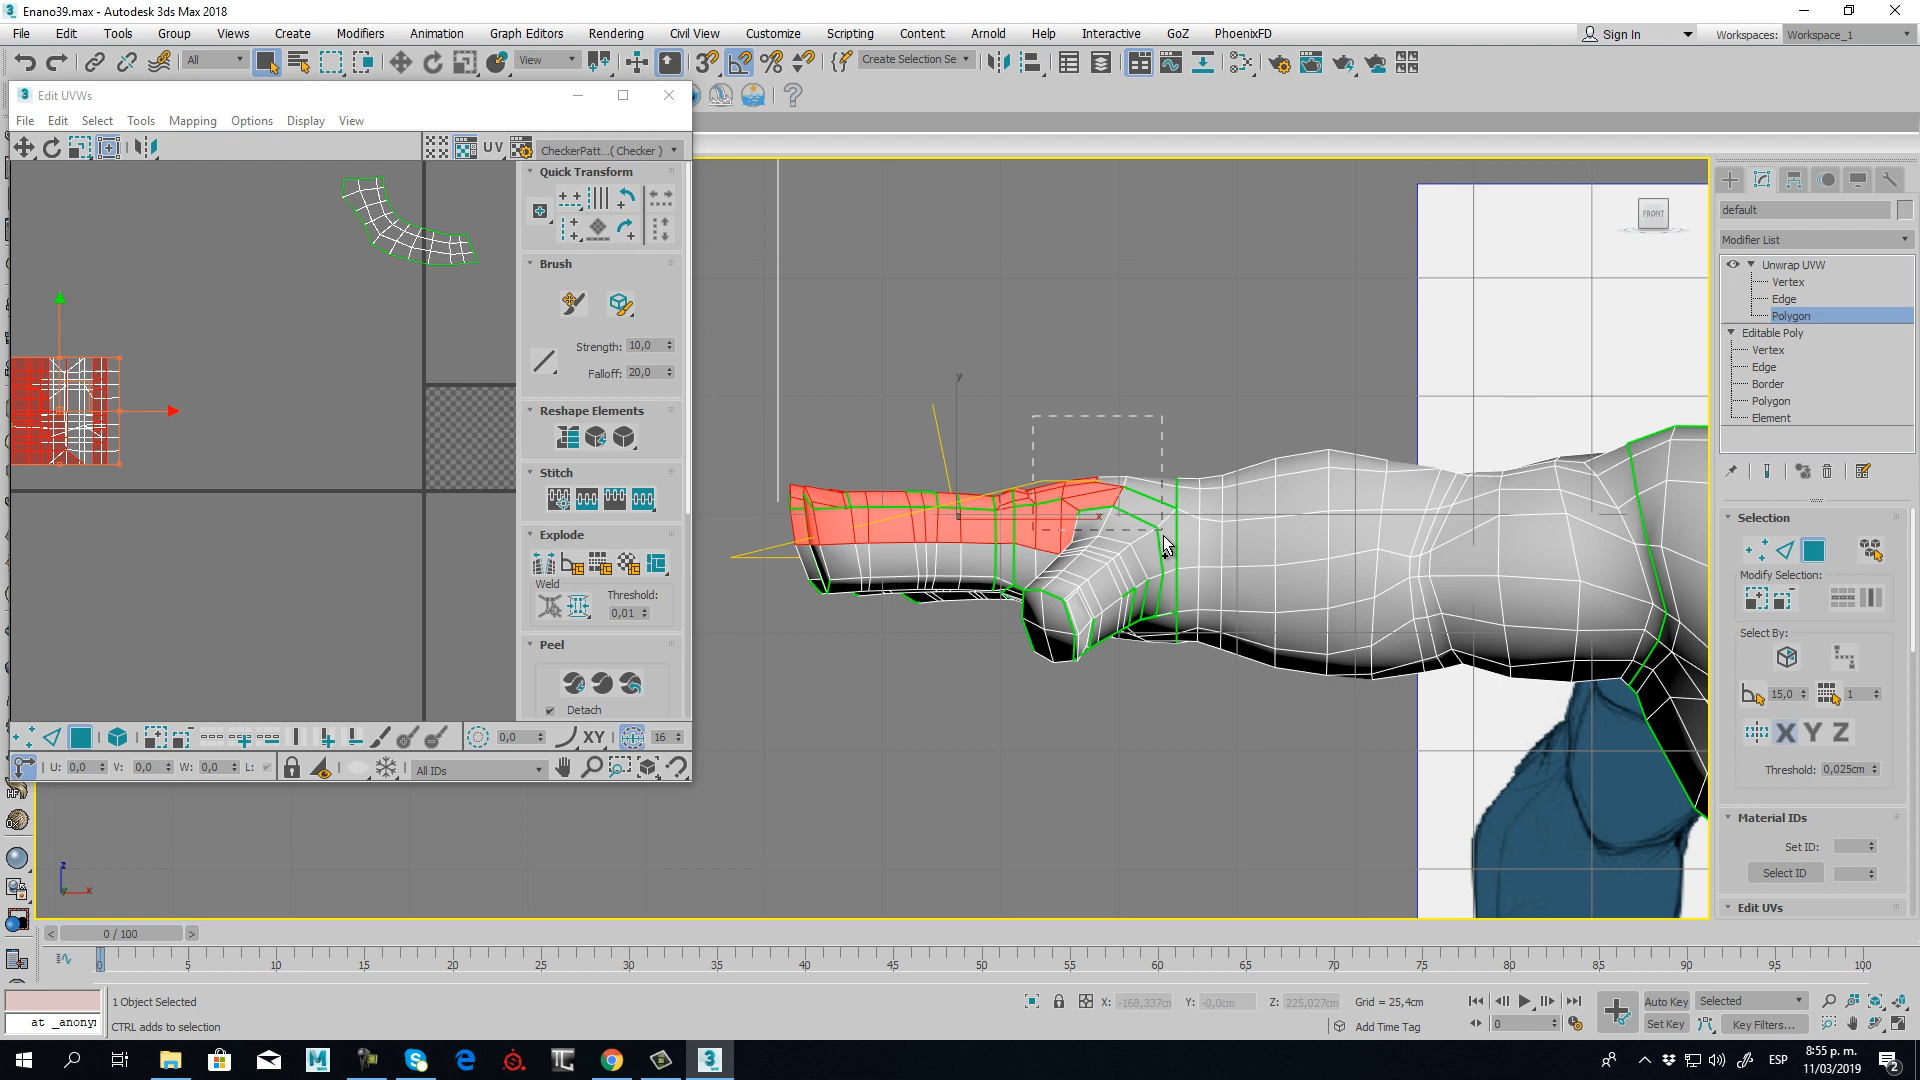 Enano39.max - Autodesk 3ds Max 2018
File Edit Tools Group Views Create Modifiers Animation Graph Editors Rendering Civil View Customize Scripting Content Arnold Help Interactive GoZ PhoenixFD
Sign In Workspaces: Workspace_1
All View Create Selection Se
Edit UVWs
File Edit Select Tools Mapping Options Display View
UV CheckerPatt...( Checker )
Quick Transform
Brush
Strength: 10,0
Falloff: 20,0
Reshape Elements
Stitch
Explode
Weld
Threshold:
0,01
Peel
Detach
0,0 XY 16
U: 0,0 V: 0,0 W: 0,0 L: All IDs
y
x
FRONT
z
y
x
default
Modifier List
Unwrap UVW
Vertex
Edge
Polygon
Editable Poly
Vertex
Edge
Border
Polygon
Element
Selection
Modify Selection:
Select By:
15,0 1
X Y Z
Threshold: 0,025cm
Material IDs
Set ID:
Select ID
Edit UVs
< 0 / 100 >
0 5 10 15 20 25 30 35 40 45 50 55 60 65 70 75 80 85 90 95 100
1 Object Selected
X: -168,337cm Y: -0,0cm Z: 225,027cm Grid = 25,4cm
Auto Key Selected
CTRL adds to selection
Add Time Tag
0
Set Key Key Filters...
ESP
8:55 p. m.
11/03/2019
2